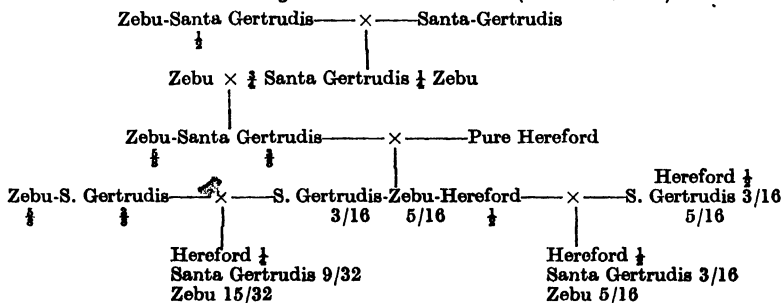 Zebu-Santa Gertrudis × Santa-Gertrudis
½
Zebu × ¾ Santa Gertrudis ¼ Zebu
Zebu-Santa Gertrudis × Pure Hereford
⅝ ⅜
Hereford ½
Zebu-S. Gertrudis × S. Gertrudis-Zebu-Hereford × S. Gertrudis 3/16
⅝ ⅜ 3/16 5/16 ½ 5/16
Hereford ¼ Hereford ½
Santa Gertrudis 9/32 Santa Gertrudis 3/16
Zebu 15/32 Zebu 5/16